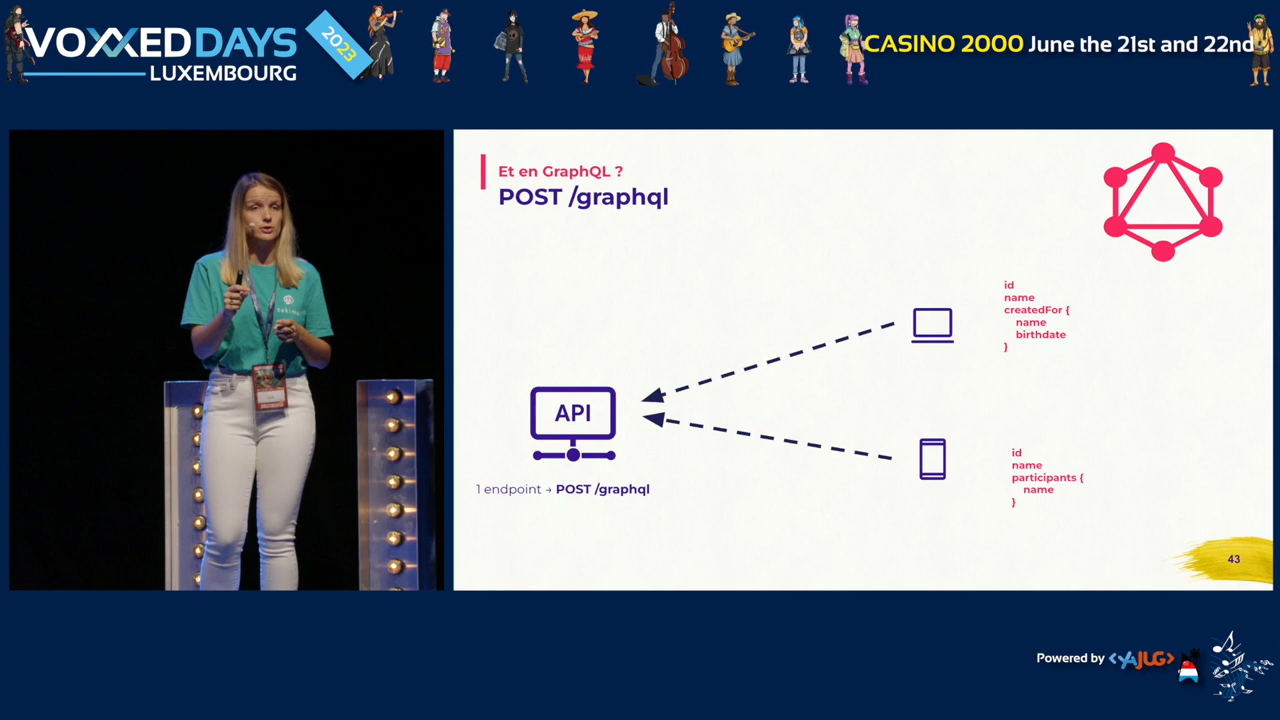 VOXXEDDAYS
LUXEMBOURG
2023
CASINO 2000 June the 21st and 22nd
Et en GraphQL ?
POST /graphql
id
name
createdFor {
name
birthdate
}
API
1 endpoint → POST /graphql
id
name
participants {
name
}
43
Powered by <YAJUG>